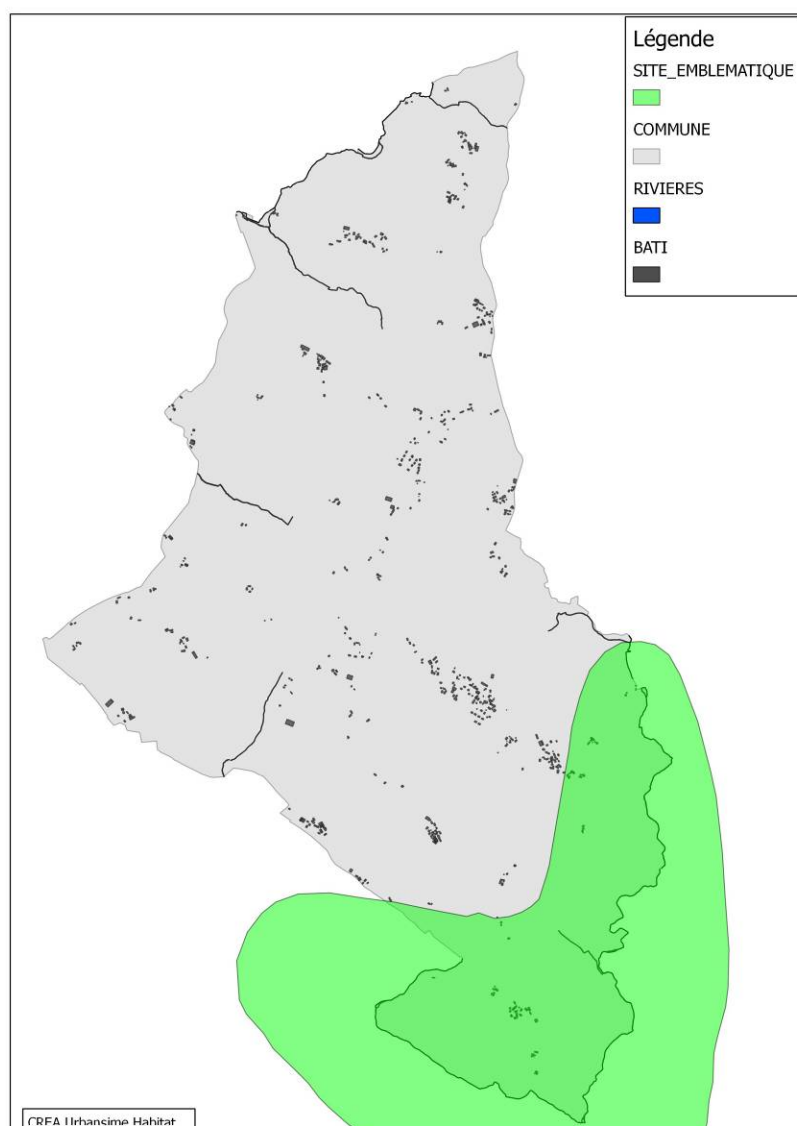 Légende
SITE_EMBLEMATIQUE
COMMUNE
RIVIERES
BATI
CREA Urbansime Habitat